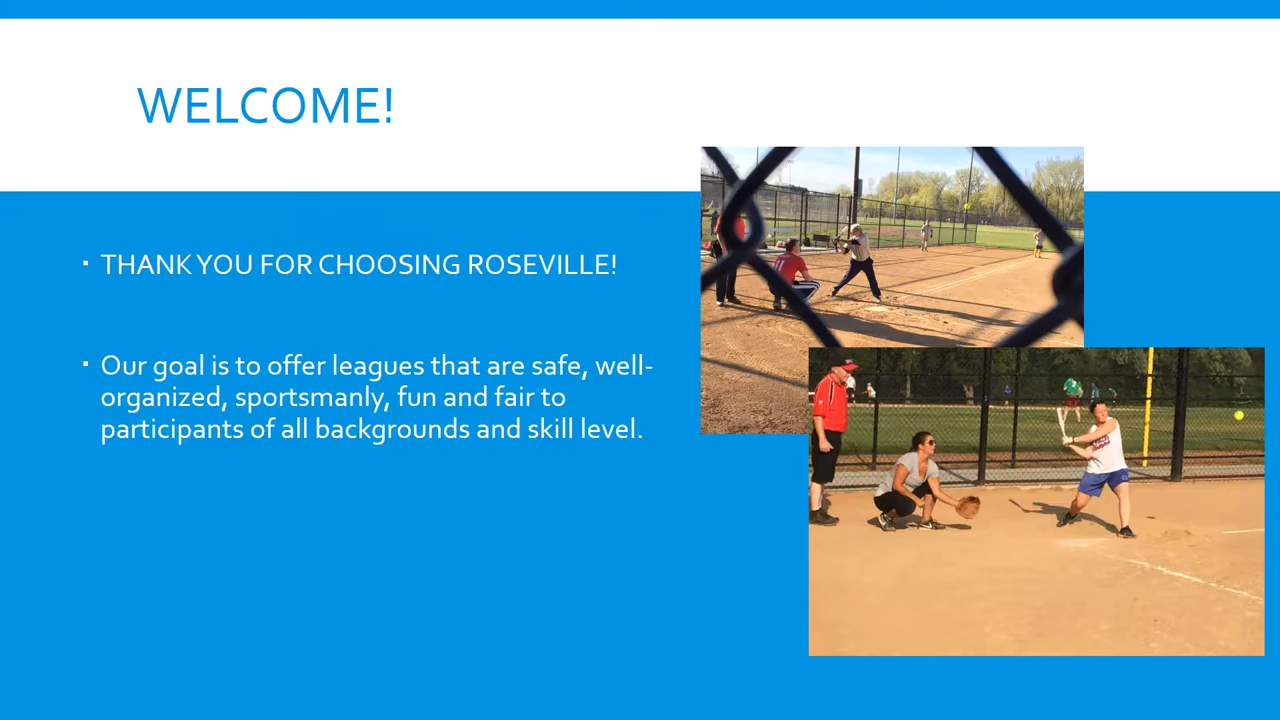 WELCOME!
▪ THANK YOU FOR CHOOSING ROSEVILLE!
▪ Our goal is to offer leagues that are safe, well-
organized, sportsmanly, fun and fair to
participants of all backgrounds and skill level.